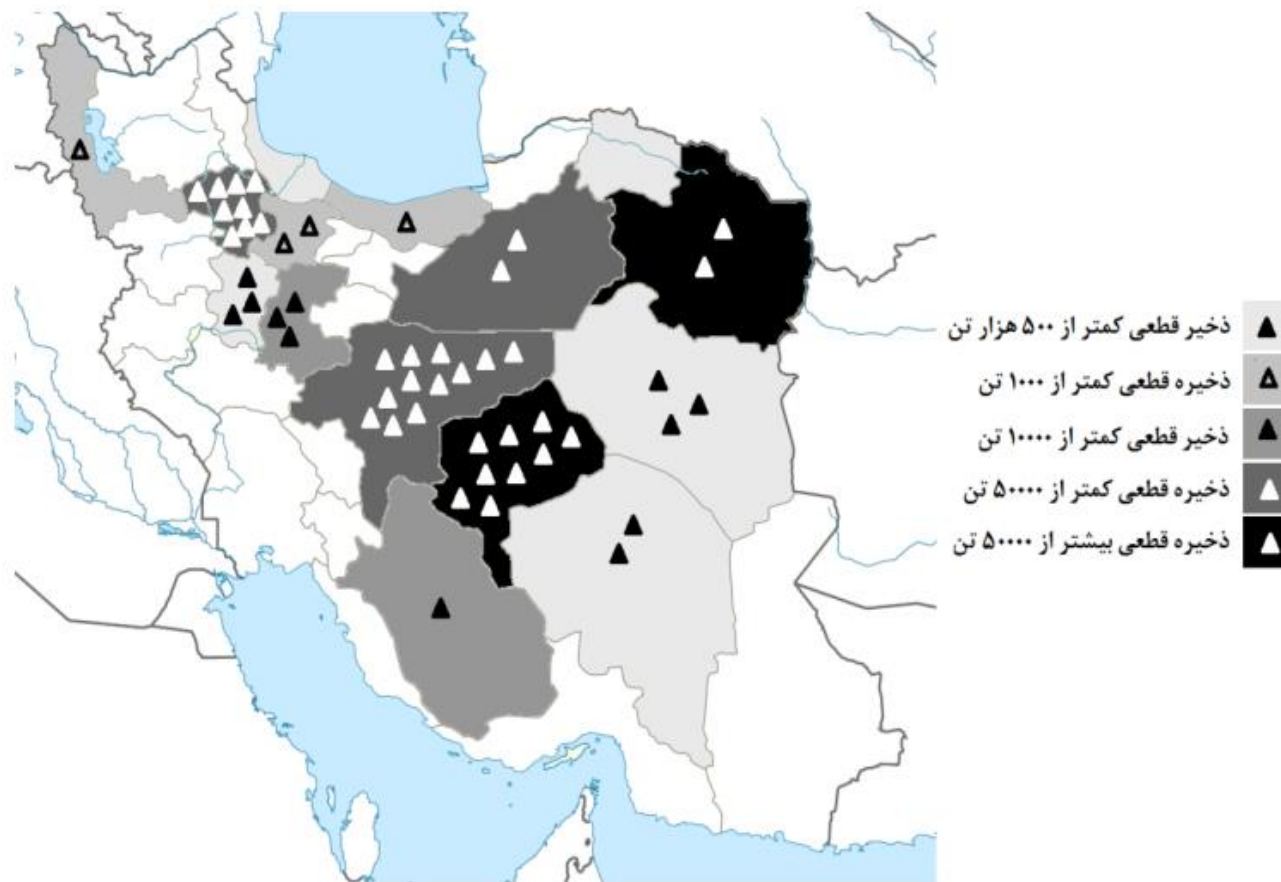 ذخیر قطعی کمتر از ۵۰۰ هزار تن
ذخیره قطعی کمتر از ۱۰۰۰ تن
ذخیر قطعی کمتر از ۱۰۰۰۰ تن
ذخیره قطعی کمتر از ۵۰۰۰۰ تن
ذخیره قطعی بیشتر از ۵۰۰۰۰ تن